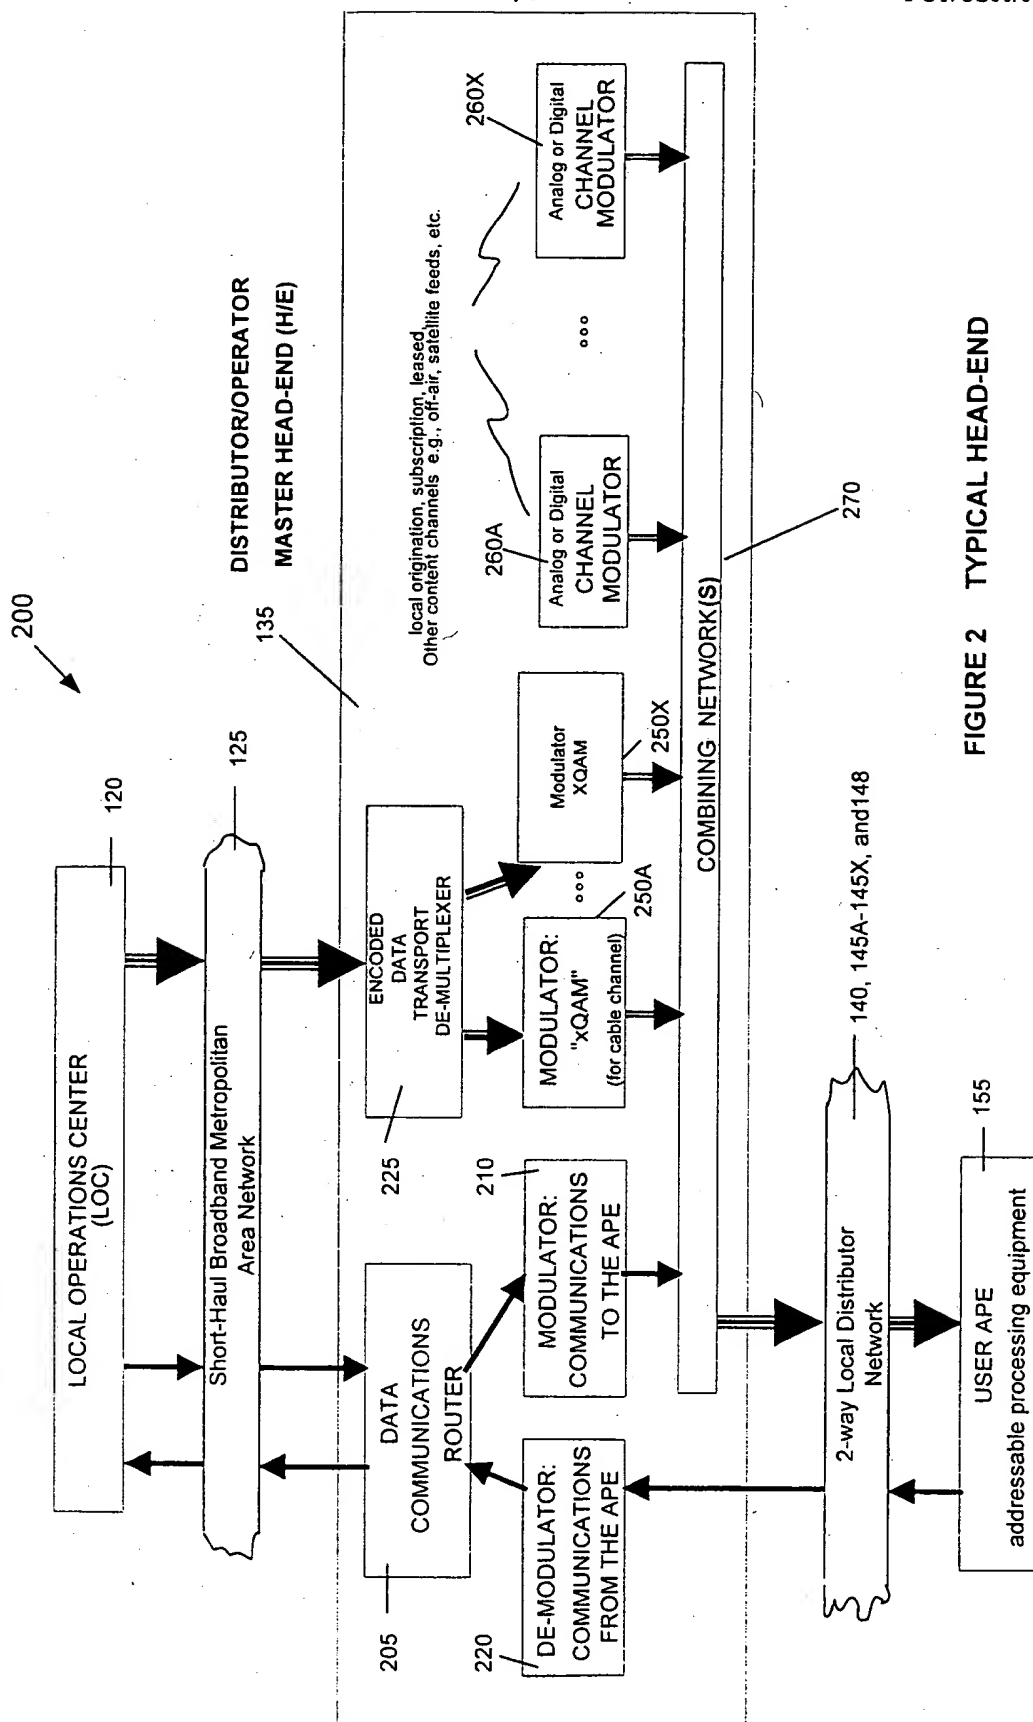 200
DISTRIBUTOR/OPERATOR
MASTER HEAD-END (H/E)
LOCAL OPERATIONS CENTER
(LOC)
120
Short-Haul Broadband Metropolitan
Area Network
125
135
local origination, subscription, leased,
Other content channels e.g., off-air, satellite feeds, etc.
DATA
COMMUNICATIONS
ROUTER
205
ENCODED
DATA
TRANSPORT
DE-MULTIPLEXER
225
DE-MODULATOR:
COMMUNICATIONS
FROM THE APE
220
MODULATOR:
COMMUNICATIONS
TO THE APE
210
MODULATOR:
"xQAM"
(for cable channel)
250A
Modulator
XQAM
250X
Analog or Digital
CHANNEL
MODULATOR
260A
Analog or Digital
CHANNEL
MODULATOR
260X
COMBINING NETWORK(S)
270
2-way Local Distributor
Network
140, 145A-145X, and148
USER APE
addressable processing equipment
155
FIGURE 2 TYPICAL HEAD-END